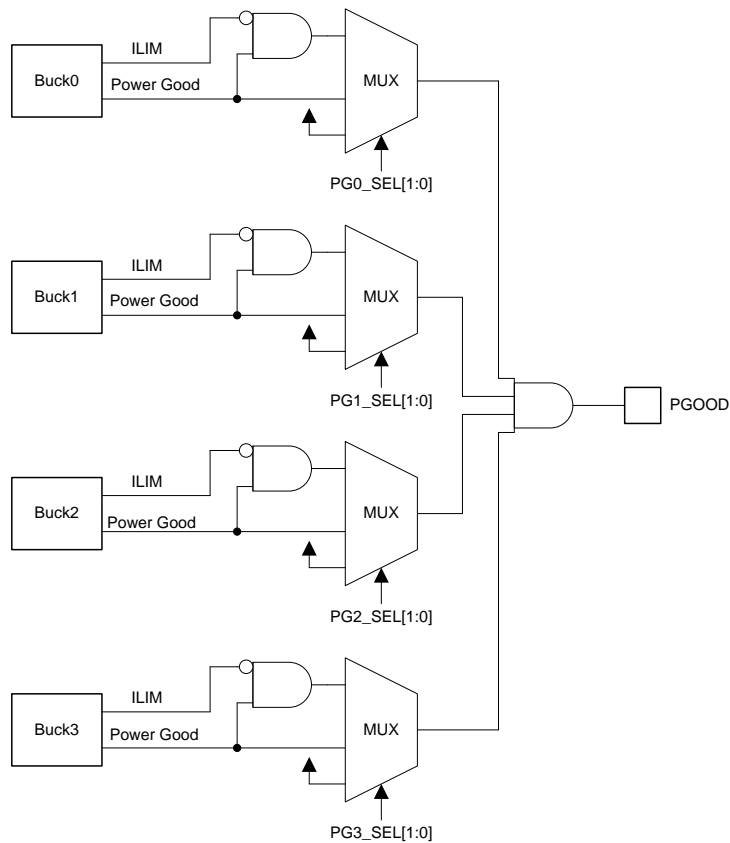 ILIM
Buck0
Power Good
MUX
PG0_SEL[1:0]
ILIM
Buck1
Power Good
MUX
PG1_SEL[1:0]
PGOOD
ILIM
Buck2
Power Good
MUX
PG2_SEL[1:0]
ILIM
Buck3
Power Good
MUX
PG3_SEL[1:0]